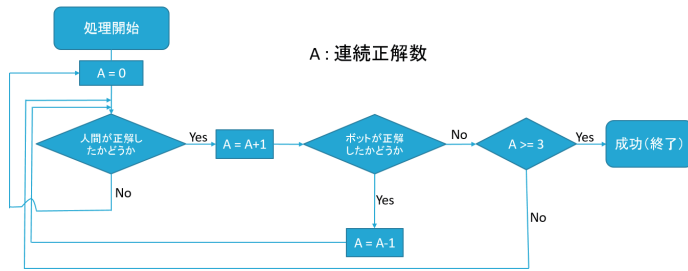 処理開始
A : 連続正解数
A = 0
人間が正解し
たかどうか
Yes
A = A+1
ボットが正解
したかどうか
No
A >= 3
Yes
成功（終了）
No
Yes
No
A = A-1